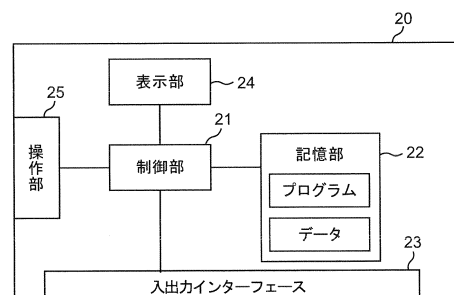 20
表示部
24
25
21
操作部
制御部
記憶部
22
プログラム
データ
23
入出力インターフェース